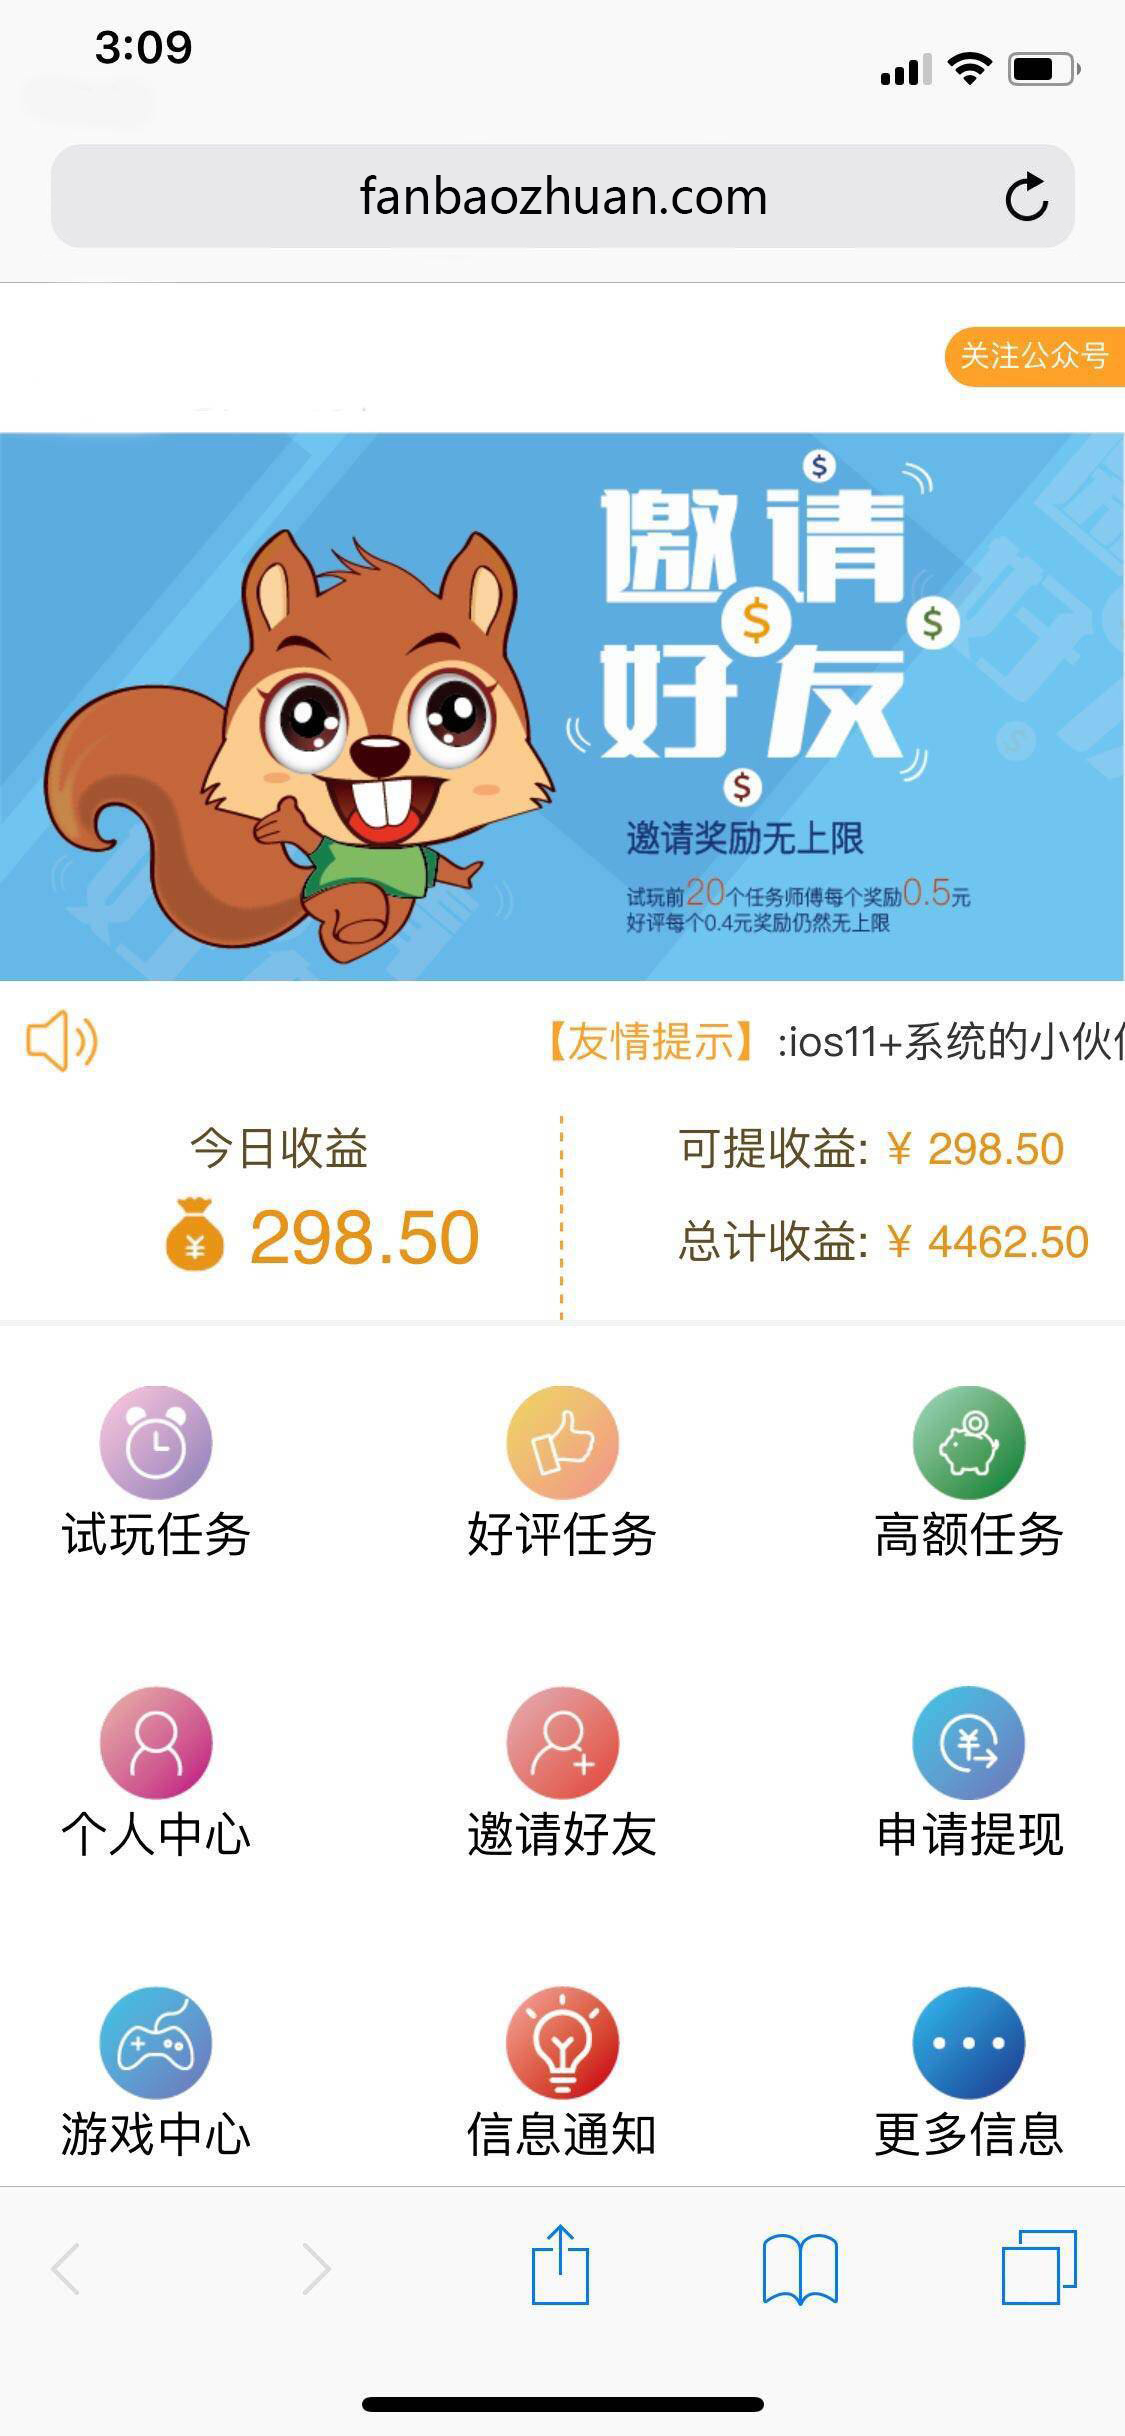 3:09
fanbaozhuan.com
关注公众号
邀请
好友
邀请奖励无上限
试玩前20个任务师傅每个奖励0.5元
好评每个0.4元奖励仍然无上限
【友情提示】:ios11+系统的小伙
今日收益
298.50
可提收益: ¥ 298.50
总计收益: ¥ 4462.50
试玩任务 好评任务 高额任务
个人中心 邀请好友 申请提现
游戏中心 信息通知 更多信息